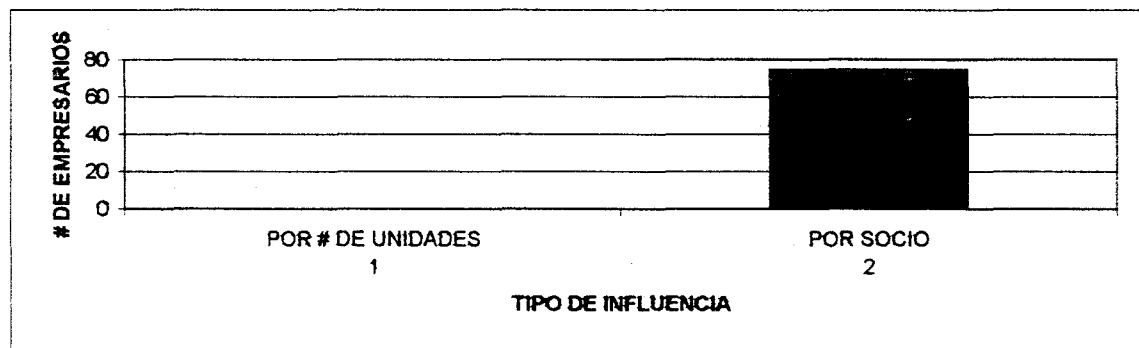 # DE EMPRESARIOS
80
60
40
20
0
POR # DE UNIDADES
1
POR SOCIO
2
TIPO DE INFLUENCIA